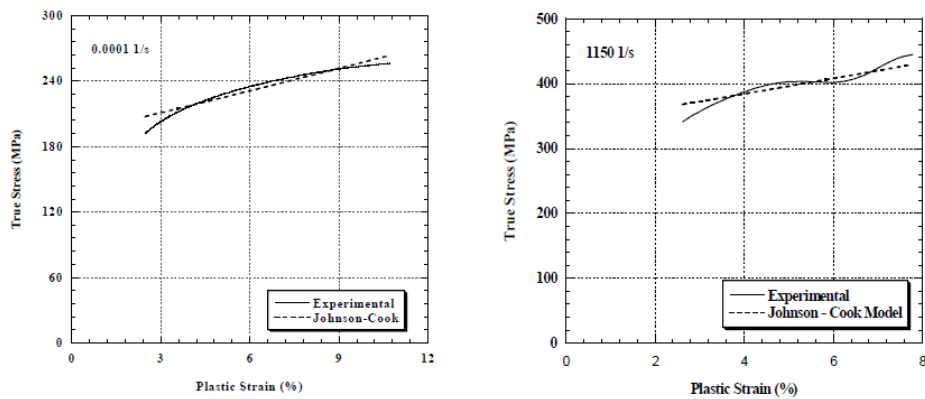 300
240
180
120
60
0
0.0001 1/s
True Stress (MPa)
Experimental
Johnson-Cook
0 3 6 9 12
Plastic Strain (%)
500
400
300
200
100
0
1150 1/s
True Stress (MPa)
Experimental
Johnson - Cook Model
0 2 4 6 8
Plastic Strain (%)